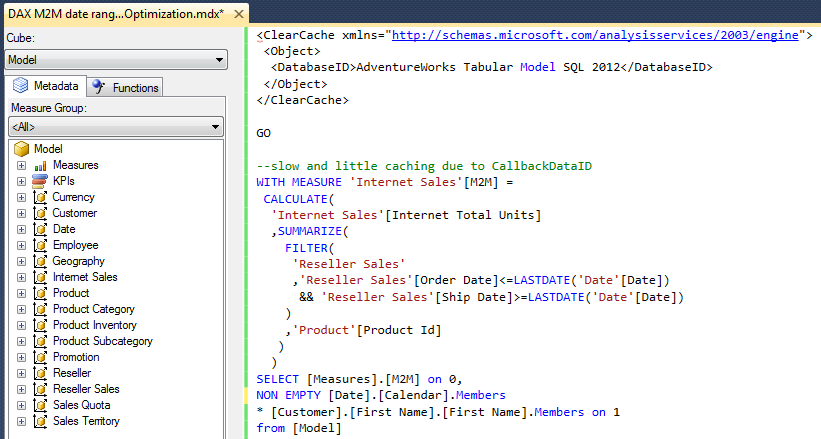 DAX M2M date rang...Optimization.mdx*
Cube:
Model
Metadata
Functions
Measure Group:
<All>
Model
Measures
KPIs
Currency
Customer
Date
Employee
Geography
Internet Sales
Product
Product Category
Product Inventory
Product Subcategory
Promotion
Reseller
Reseller Sales
Sales Quota
Sales Territory
<ClearCache xmlns="http://schemas.microsoft.com/analysisservices/2003/engine">
<Object>
<DatabaseID>AdventureWorks Tabular Model SQL 2012</DatabaseID>
</Object>
</ClearCache>
GO
--slow and little caching due to CallbackDataID
WITH MEASURE 'Internet Sales'[M2M] =
CALCULATE(
'Internet Sales'[Internet Total Units]
,SUMMARIZE(
FILTER(
'Reseller Sales'
,'Reseller Sales'[Order Date]<=LASTDATE('Date'[Date])
&& 'Reseller Sales'[Ship Date]>=LASTDATE('Date'[Date])
)
,'Product'[Product Id]
)
)
SELECT [Measures].[M2M] on 0,
NON EMPTY [Date].[Calendar].Members
* [Customer].[First Name].[First Name].Members on 1
from [Model]